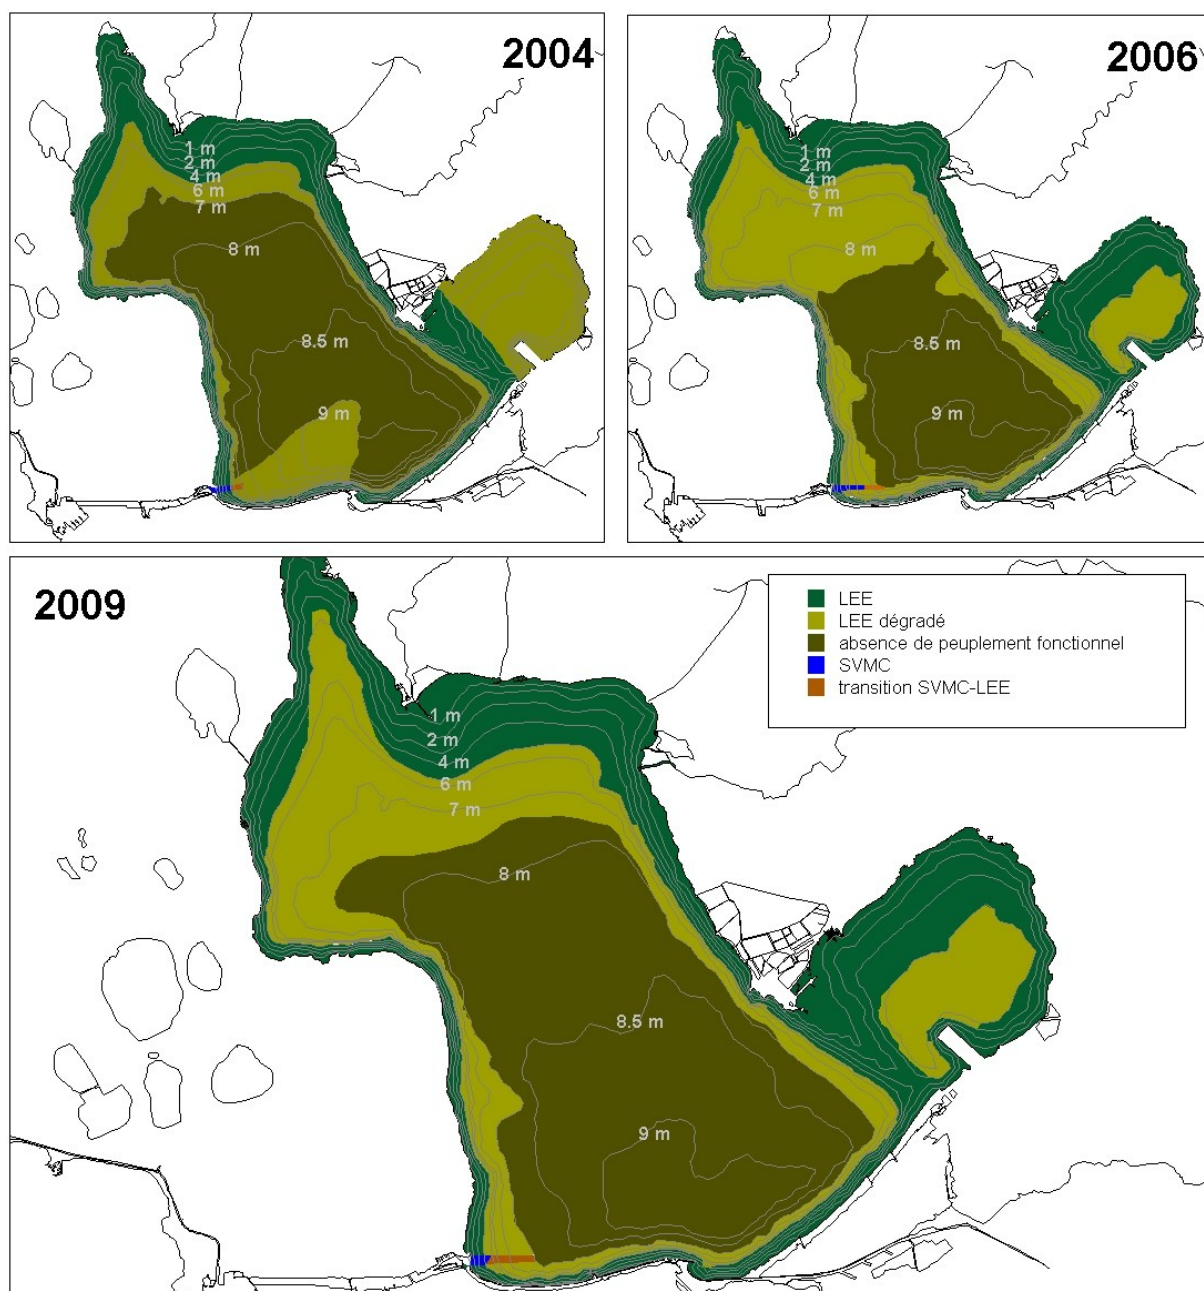 2004
1 m
2 m
4 m
6 m
7 m
8 m
8.5 m
9 m
2006
1 m
2 m
4 m
6 m
7 m
8 m
8.5 m
9 m
2009
LEE
LEE dégradé
absence de peuplement fonctionnel
SVMC
transition SVMC-LEE
1 m
2 m
4 m
6 m
7 m
8 m
8.5 m
9 m